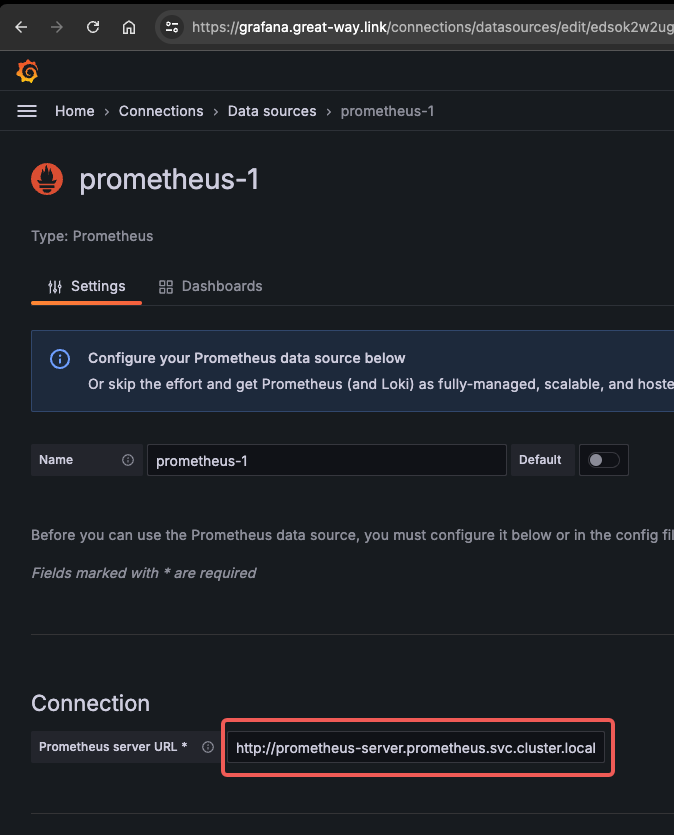 https://grafana.great-way.link/connections/datasources/edit/edsok2w2ug
Home › Connections › Data sources › prometheus-1
prometheus-1
Type: Prometheus
Settings Dashboards
Configure your Prometheus data source below
Or skip the effort and get Prometheus (and Loki) as fully-managed, scalable, and hoste
Name prometheus-1 Default
Before you can use the Prometheus data source, you must configure it below or in the config fil
Fields marked with * are required
Connection
Prometheus server URL * http://prometheus-server.prometheus.svc.cluster.local